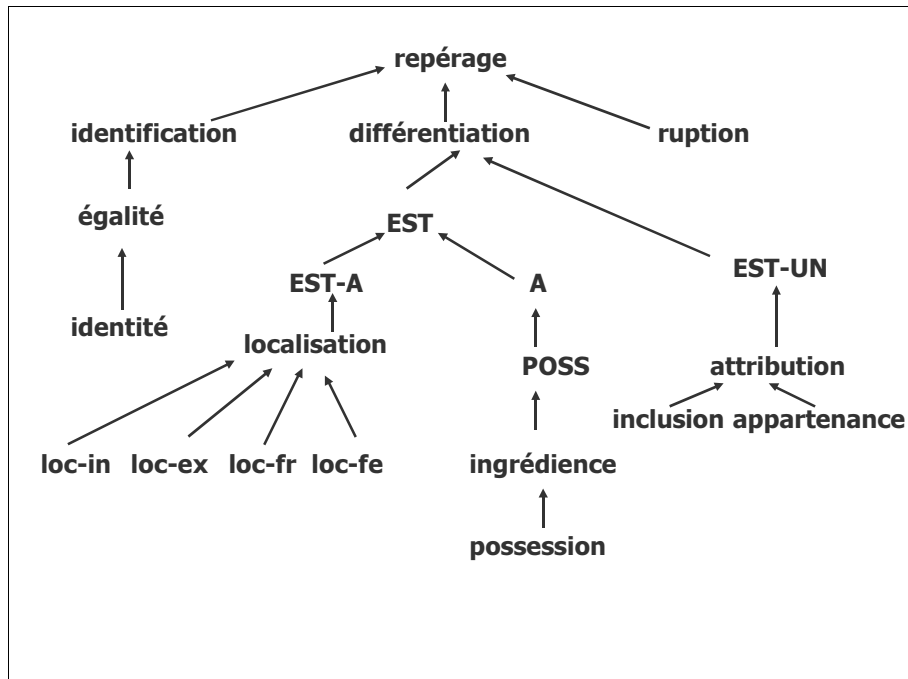 repérage
identification différentiation ruption
égalité
EST
EST-UN
EST-A A
identité
localisation
POSS attribution
inclusion appartenance
loc-in loc-ex loc-fr loc-fe ingrédience
possession